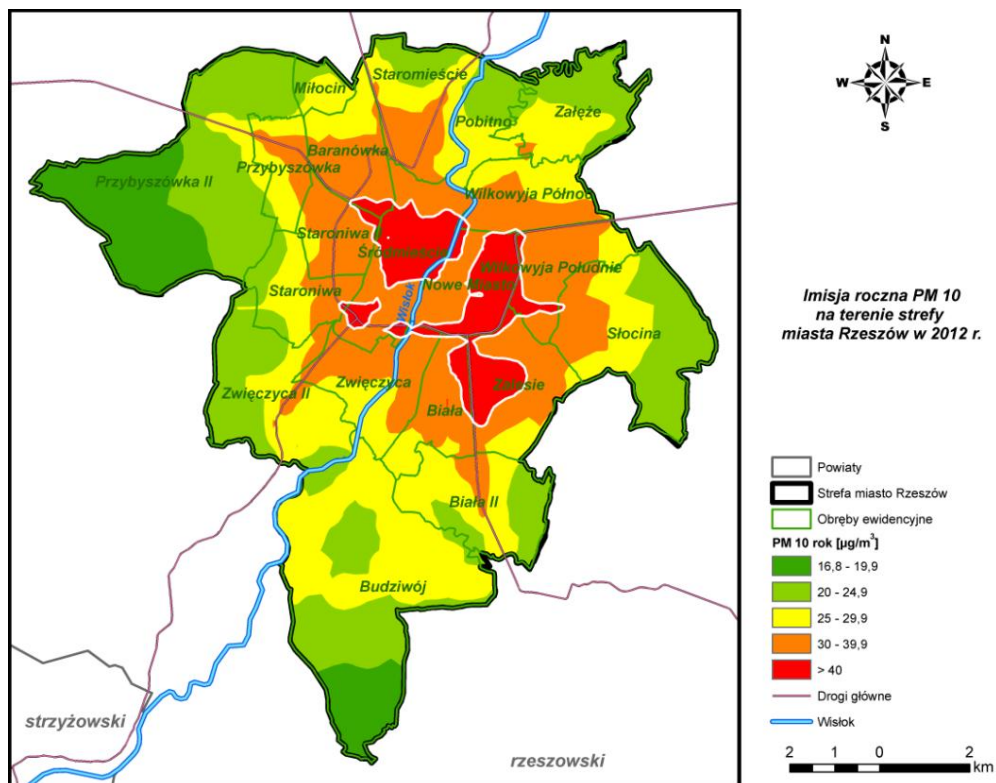 Staromieście
Miłocin
Załęże
Pobitno
Baranówka
Przybyszówka
Przybyszówka II
Wilkowyja Północ
Staroniwa II
Śródmieście
Wilkowyja Południe
Nowe Miasto
Staroniwa
Wisłok
Słocina
Zwięczyca
Zalesie
Zwięczyca II
Biała
Biała II
Budziwój
strzyżowski
rzeszowski
N
W E
S
Imisja roczna PM 10
na terenie strefy
miasta Rzeszów w 2012 r.
Powiaty
Strefa miasto Rzeszów
Obręby ewidencyjne
PM 10 rok [µg/m³]
16,8 - 19,9
20 - 24,9
25 - 29,9
30 - 39,9
> 40
Drogi główne
Wisłok
2 1 0 2
km